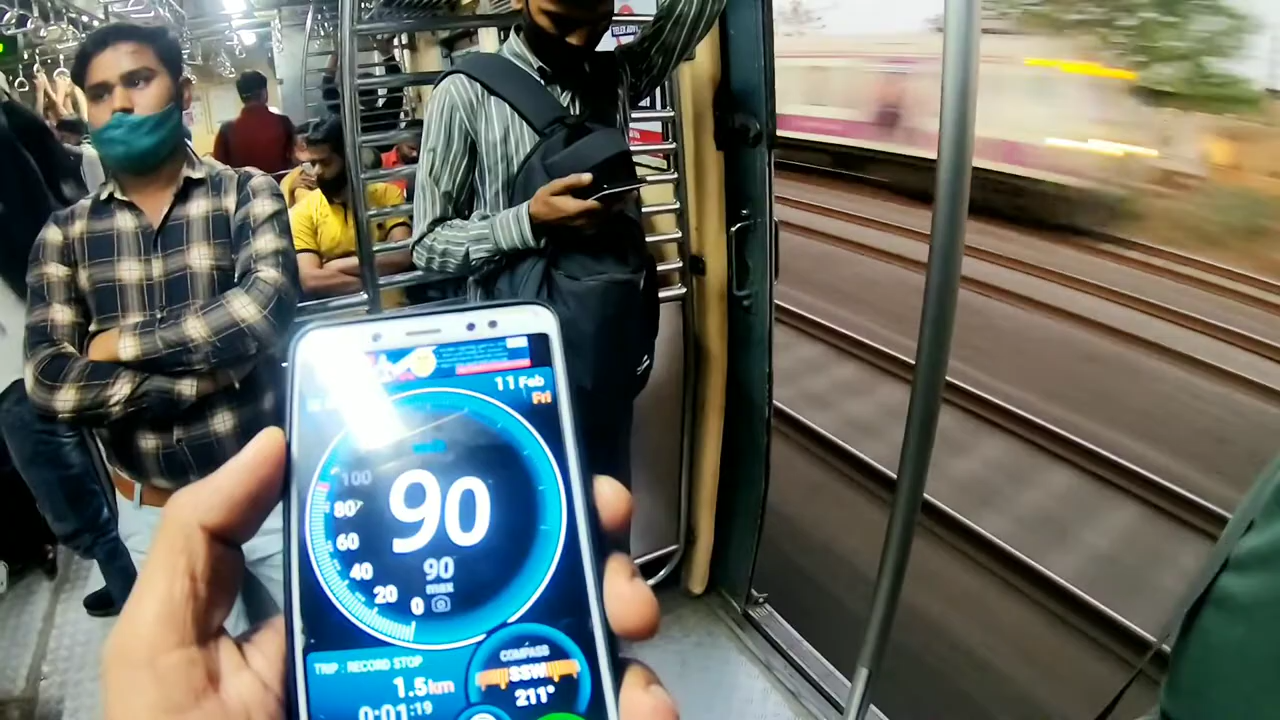 11 Feb
Fri
100
80
60
40
20
0
90
90
max
TRIP : RECORD STOP
1.5km
0:01:19
COMPASS
SSW
211°